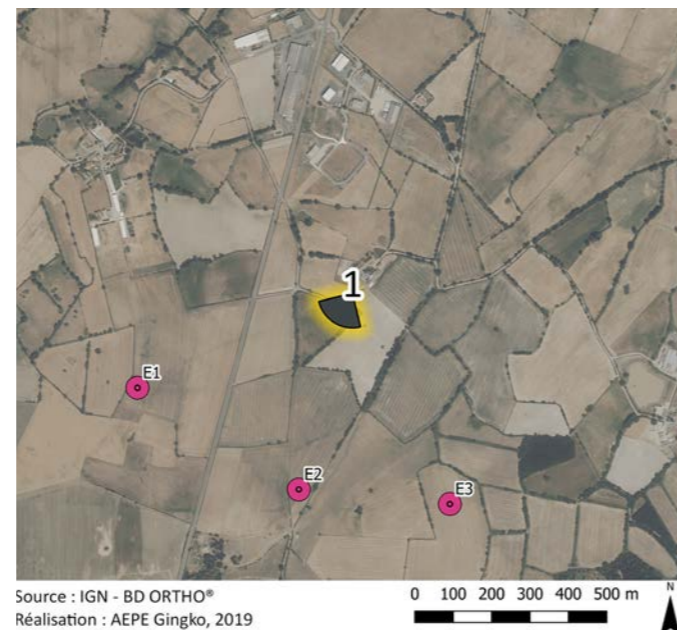 1
E1
E2
E3
Source : IGN - BD ORTHO®
Réalisation : AEPE Gingko, 2019
0 100 200 300 400 500 m
N